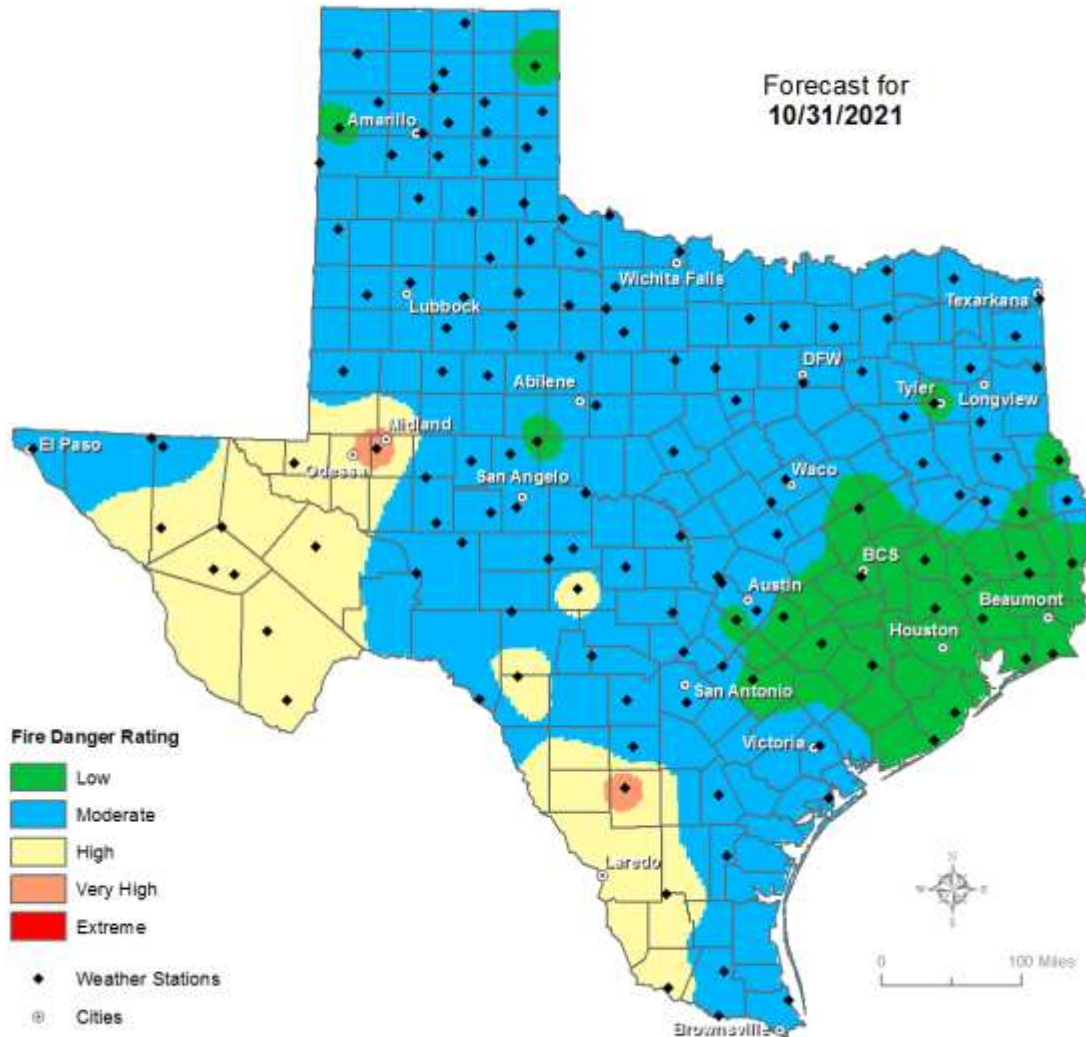 Forecast for
10/31/2021
Amarillo
Wichita Falls
Lubbock
Texarkana
DFW
Abilene
Tyler
Longview
Midland
El Paso
Odessa
San Angelo
Waco
BCS
Austin
Beaumont
Houston
San Antonio
Victoria
Laredo
Brownsville
Fire Danger Rating
Low
Moderate
High
Very High
Extreme
Weather Stations
Cities
N
W
E
S
0 100 Miles